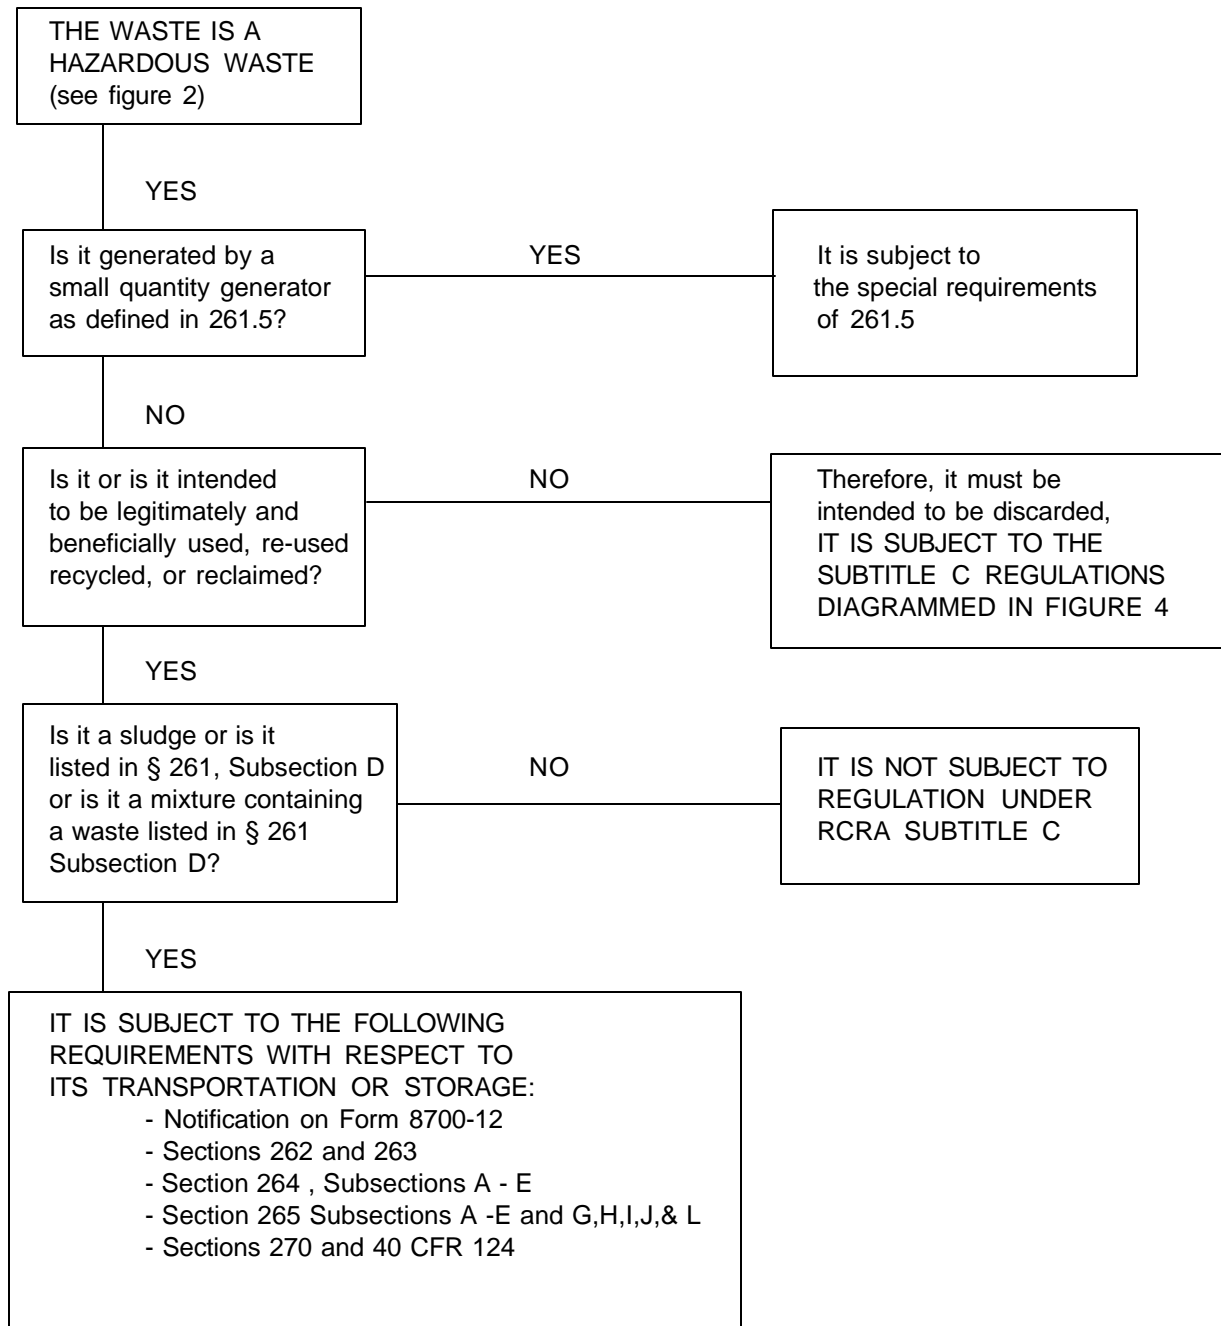 THE WASTE IS A
HAZARDOUS WASTE
(see figure 2)
YES
Is it generated by a
small quantity generator
as defined in 261.5?
YES
It is subject to
the special requirements
of 261.5
NO
Is it or is it intended
to be legitimately and
beneficially used, re-used
recycled, or reclaimed?
NO
Therefore, it must be
intended to be discarded,
IT IS SUBJECT TO THE
SUBTITLE C REGULATIONS
DIAGRAMMED IN FIGURE 4
YES
Is it a sludge or is it
listed in § 261, Subsection D
or is it a mixture containing
a waste listed in § 261
Subsection D?
NO
IT IS NOT SUBJECT TO
REGULATION UNDER
RCRA SUBTITLE C
YES
IT IS SUBJECT TO THE FOLLOWING
REQUIREMENTS WITH RESPECT TO
ITS TRANSPORTATION OR STORAGE:
- Notification on Form 8700-12
- Sections 262 and 263
- Section 264 , Subsections A - E
- Section 265 Subsections A -E and G,H,I,J,& L
- Sections 270 and 40 CFR 124